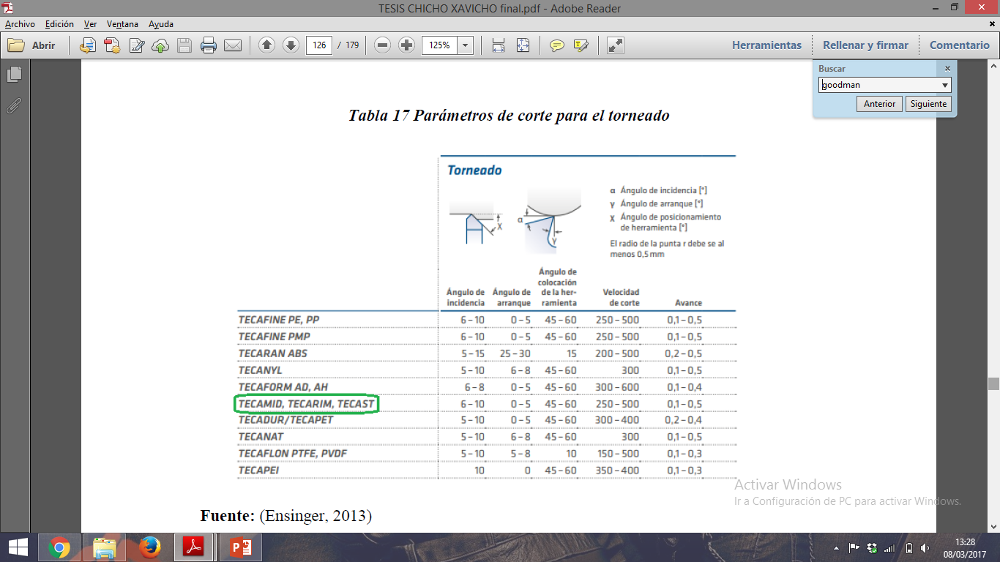 TESIS CHICHO XAVICHO final.pdf - Adobe Reader
Archivo Edición Ver Ventana Ayuda
Abrir 126 / 179 125% Herramientas Rellenar y firmar Comentario
Buscar
goodman
Anterior Siguiente
Tabla 17 Parámetros de corte para el torneado
Torneado
α Ángulo de incidencia [°]
γ Ángulo de arranque [°]
χ Ángulo de posicionamiento
de herramienta [°]
El radio de la punta r debe se al
menos 0,5 mm
α X γ
Ángulo de incidencia Ángulo de arranque Ángulo de colocación de la her- ramienta Velocidad de corte Avance
TECAFINE PE, PP 6 – 10 0 – 5 45 – 60 250 – 500 0,1 – 0,5
TECAFINE PMP 6 – 10 0 – 5 45 – 60 250 – 500 0,1 – 0,5
TECARAN ABS 5 – 15 25 – 30 15 200 – 500 0,2 – 0,5
TECANYL 5 – 10 6 – 8 45 – 60 300 0,1 – 0,5
TECAFORM AD, AH 6 – 8 0 – 5 45 – 60 300 – 600 0,1 – 0,4
TECAMID, TECARIM, TECAST 6 – 10 0 – 5 45 – 60 250 – 500 0,1 – 0,5
TECADUR/TECAPET 5 – 10 0 – 5 45 – 60 300 – 400 0,2 – 0,4
TECANAT 5 – 10 6 – 8 45 – 60 300 0,1 – 0,5
TECAFLON PTFE, PVDF 5 – 10 5 – 8 10 150 – 500 0,1 – 0,3
TECAPEI 10 0 45 – 60 350 – 400 0,1 – 0,3
Activar Windows
Ir a Configuración de PC para activar Windows.
Fuente: (Ensinger, 2013)
13:28
08/03/2017